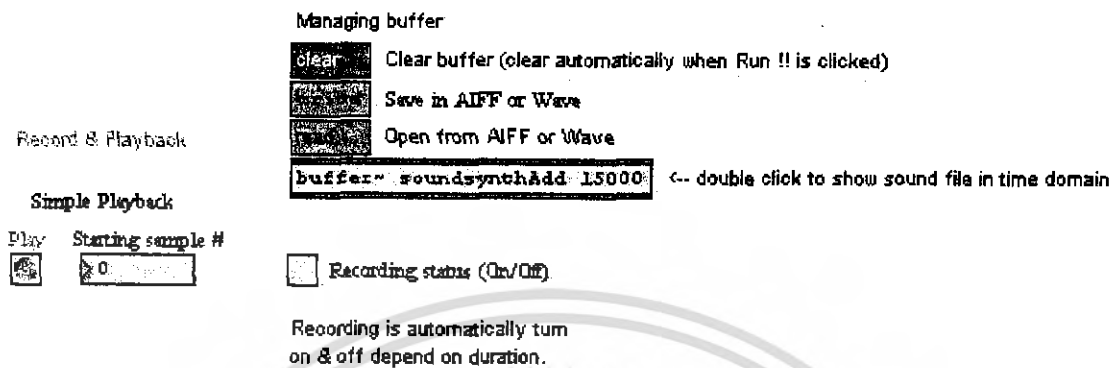 Managing buffer
clear Clear buffer (clear automatically when Run !! is clicked)
Save in AIFF or Wave
Open from AIFF or Wave
Record & Playback
buffer~ soundsynthAdd 15000 <-- double click to show sound file in time domain
Simple Playback
Play Starting sample #
0 Recording status (On/Off)
Recording is automatically turn
on & off depend on duration.